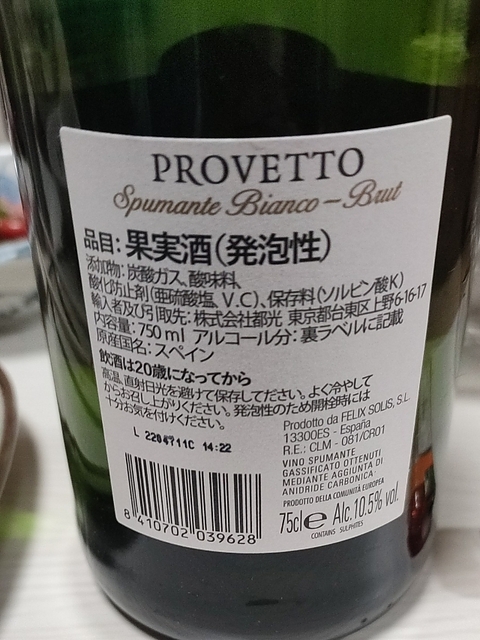 PROVETTO
Spumante Bianco - Brut
品目：果実酒(発泡性)
添加物：炭酸ガス、酸味料、
酸化防止剤(亜硫酸塩、V.C.)、保存料(ソルビン酸K)
輸入者及び引取先：株式会社都光 東京都台東区上野6-16-17
内容量：750ml アルコール分：裏ラベルに記載
原産国名：スペイン
飲酒は20歳になってから
高温、直射日光を避けて保存してださい。よく冷やして
からお召し上がりください。発泡性のため開栓時には
十分お気を付けください。
L 2204711C 14:22
Prodotto da FELIX SOLIS, S.L.
13300ES - España
R.E.: CLM - 081/CR01
VINO SPUMANTE
GASSIFICATO OTTENUTI
MEDIANTE AGGIUNTA DI
ANIDRIDE CARBONICA
PRODOTTO DELLA COMUNITÀ EUROPEA
75cl e Alc.10.5% vol.
CONTAINS SULPHITES
8 410702 039628